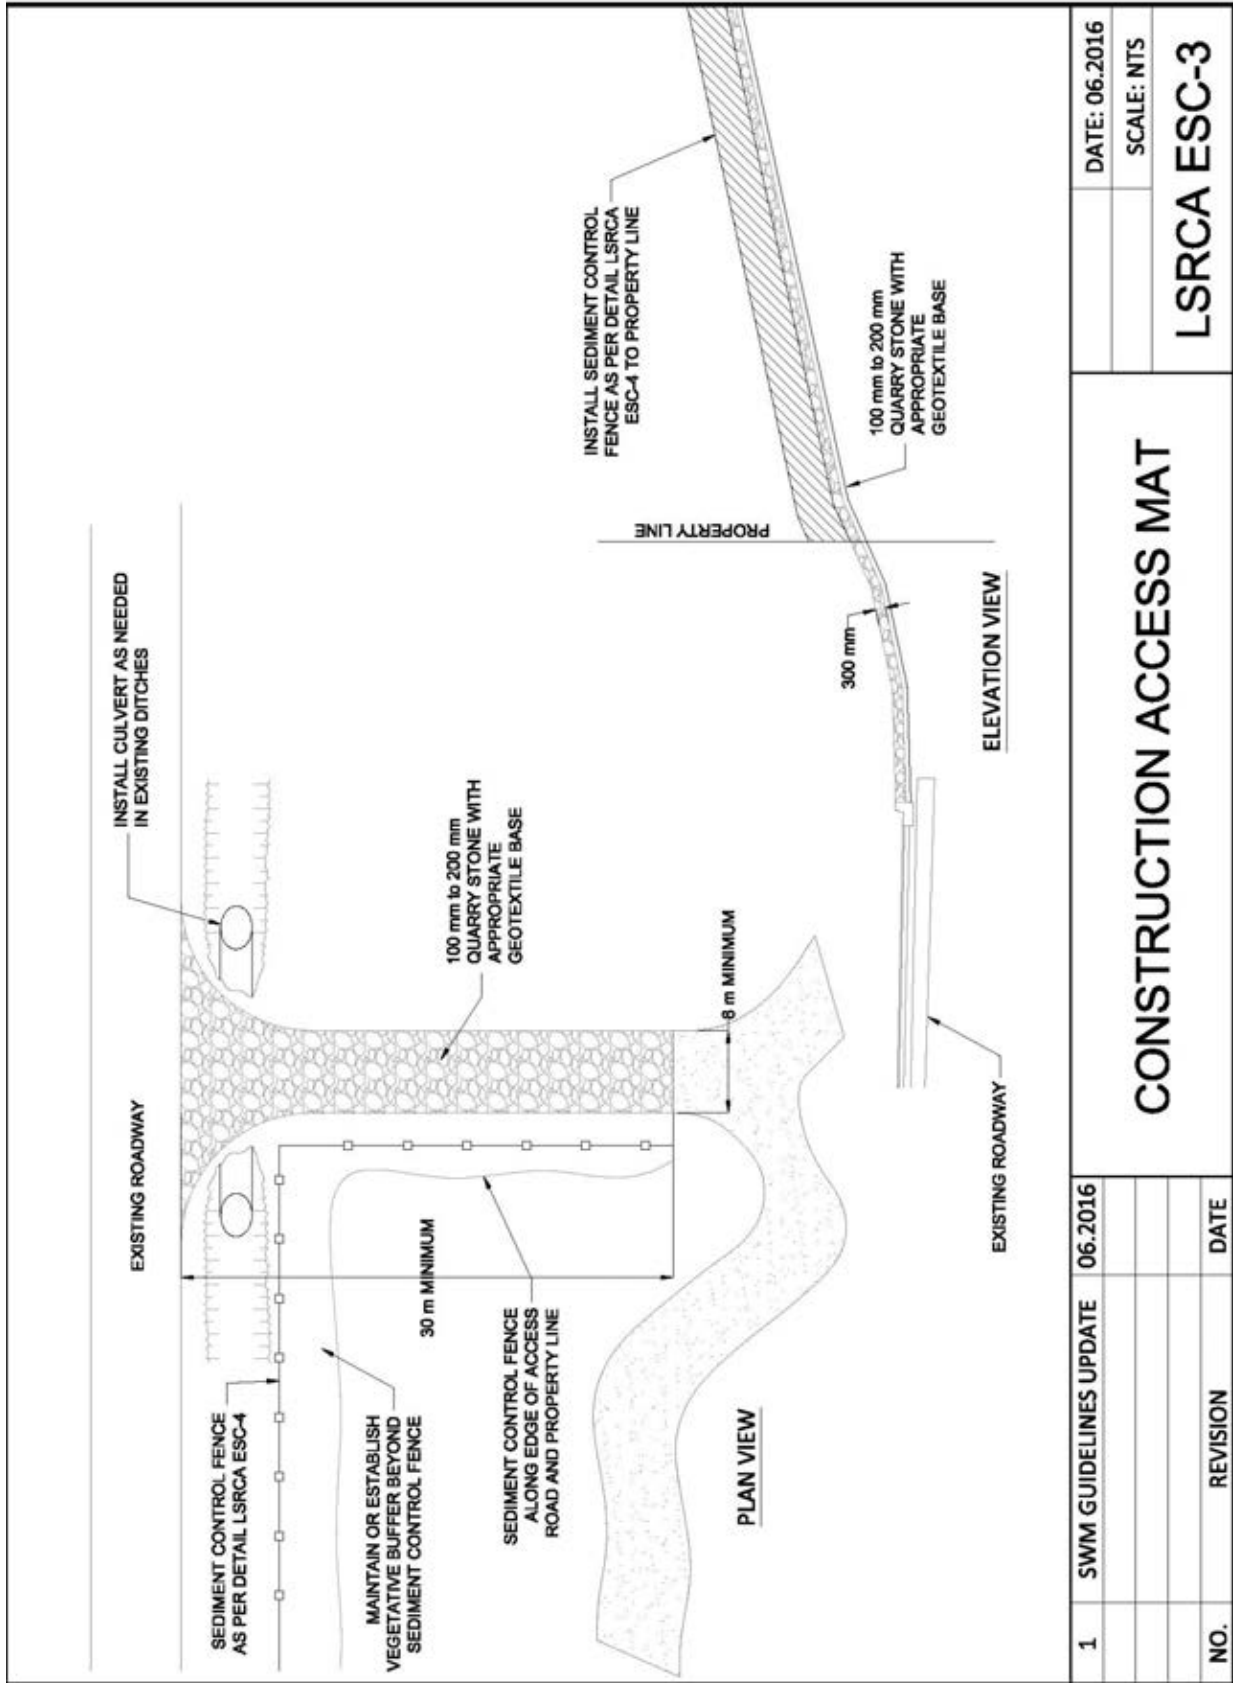 EXISTING ROADWAY
INSTALL CULVERT AS NEEDED
IN EXISTING DITCHES
SEDIMENT CONTROL FENCE
AS PER DETAIL LSRCA ESC-4
MAINTAIN OR ESTABLISH
VEGETATIVE BUFFER BEYOND
SEDIMENT CONTROL FENCE
30 m MINIMUM
SEDIMENT CONTROL FENCE
ALONG EDGE OF ACCESS
ROAD AND PROPERTY LINE
100 mm to 200 mm
QUARRY STONE WITH
APPROPRIATE
GEOTEXTILE BASE
8 m MINIMUM
PLAN VIEW
INSTALL SEDIMENT CONTROL
FENCE AS PER DETAIL LSRCA
ESC-4 TO PROPERTY LINE
PROPERTY LINE
300 mm
100 mm to 200 mm
QUARRY STONE WITH
APPROPRIATE
GEOTEXTILE BASE
EXISTING ROADWAY
ELEVATION VIEW
1 SWM GUIDELINES UPDATE 06.2016
NO. REVISION DATE
CONSTRUCTION ACCESS MAT
DATE: 06.2016
SCALE: NTS
LSRCA ESC-3